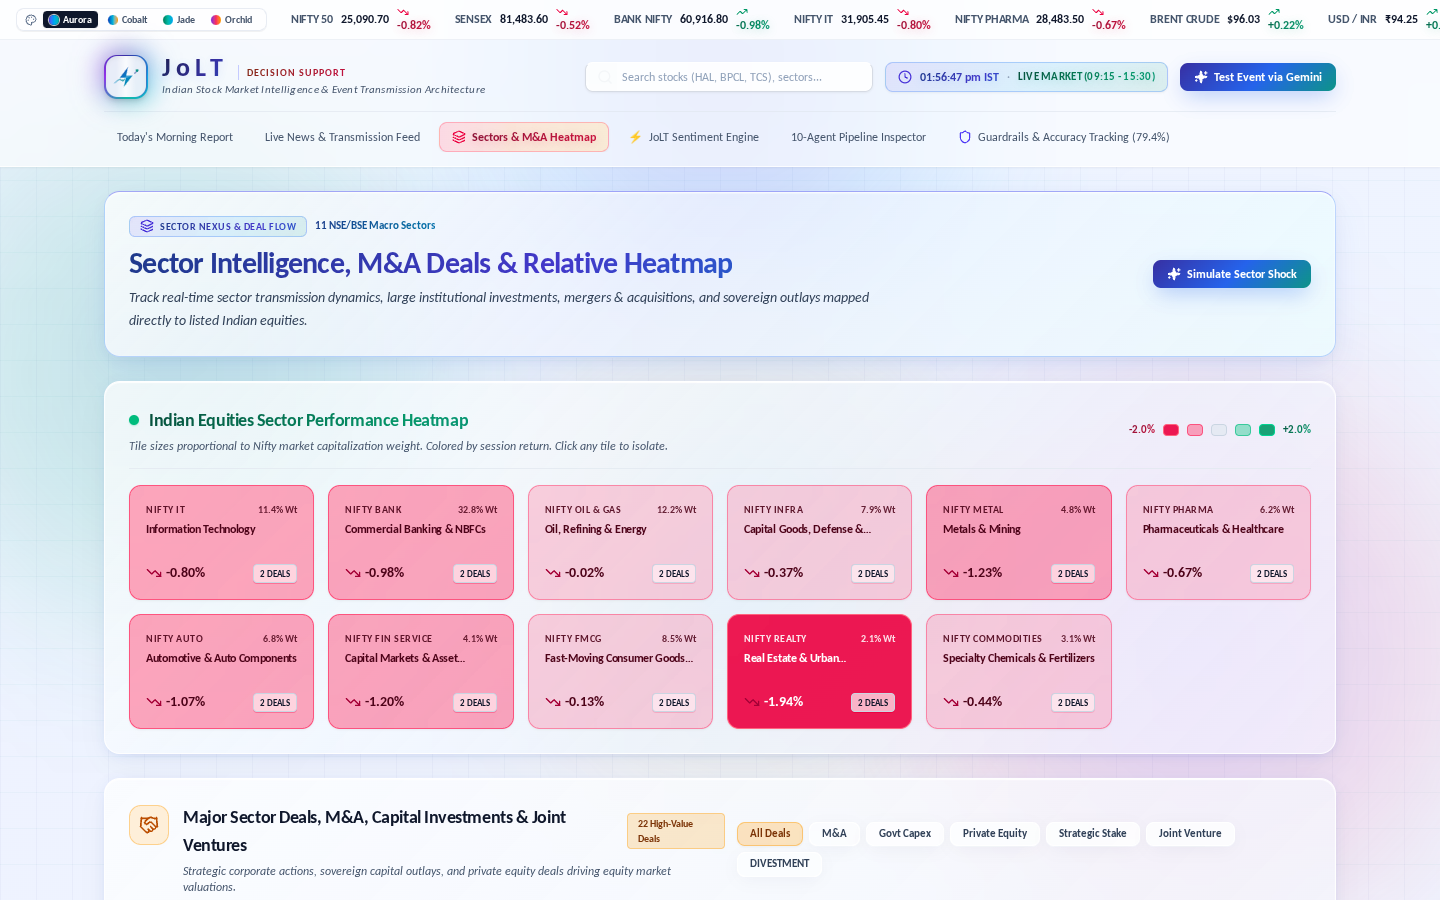 Aurora Cobalt Jade Orchid NIFTY 50 25,090.70 -0.82% SENSEX 81,483.60 -0.52% BANK NIFTY 60,916.80 -0.98% NIFTY IT 31,905.45 -0.80% NIFTY PHARMA 28,483.50 -0.67% BRENT CRUDE $96.03 +0.22% USD / INR ₹94.25 +0.
JoLT DECISION SUPPORT
Indian Stock Market Intelligence & Event Transmission Architecture
Search stocks (HAL, BPCL, TCS), sectors...
01:56:47 pm IST · LIVE MARKET (09:15 - 15:30)
Test Event via Gemini
Today's Morning Report Live News & Transmission Feed Sectors & M&A Heatmap ⚡ JoLT Sentiment Engine 10-Agent Pipeline Inspector Guardrails & Accuracy Tracking (79.4%)
SECTOR NEXUS & DEAL FLOW 11 NSE/BSE Macro Sectors
Sector Intelligence, M&A Deals & Relative Heatmap
Track real-time sector transmission dynamics, large institutional investments, mergers & acquisitions, and sovereign outlays mapped
directly to listed Indian equities.
Simulate Sector Shock
Indian Equities Sector Performance Heatmap
Tile sizes proportional to Nifty market capitalization weight. Colored by session return. Click any tile to isolate.
-2.0% +2.0%
NIFTY IT 11.4% Wt
Information Technology
-0.80% 2 DEALS
NIFTY BANK 32.8% Wt
Commercial Banking & NBFCs
-0.98% 2 DEALS
NIFTY OIL & GAS 12.2% Wt
Oil, Refining & Energy
-0.02% 2 DEALS
NIFTY INFRA 7.9% Wt
Capital Goods, Defense &...
-0.37% 2 DEALS
NIFTY METAL 4.8% Wt
Metals & Mining
-1.23% 2 DEALS
NIFTY PHARMA 6.2% Wt
Pharmaceuticals & Healthcare
-0.67% 2 DEALS
NIFTY AUTO 6.8% Wt
Automotive & Auto Components
-1.07% 2 DEALS
NIFTY FIN SERVICE 4.1% Wt
Capital Markets & Asset...
-1.20% 2 DEALS
NIFTY FMCG 8.5% Wt
Fast-Moving Consumer Goods...
-0.13% 2 DEALS
NIFTY REALTY 2.1% Wt
Real Estate & Urban...
-1.94% 2 DEALS
NIFTY COMMODITIES 3.1% Wt
Specialty Chemicals & Fertilizers
-0.44% 2 DEALS
Major Sector Deals, M&A, Capital Investments & Joint
Ventures
22 High-Value
Deals
Strategic corporate actions, sovereign capital outlays, and private equity deals driving equity market
valuations.
All Deals M&A Govt Capex Private Equity Strategic Stake Joint Venture
DIVESTMENT